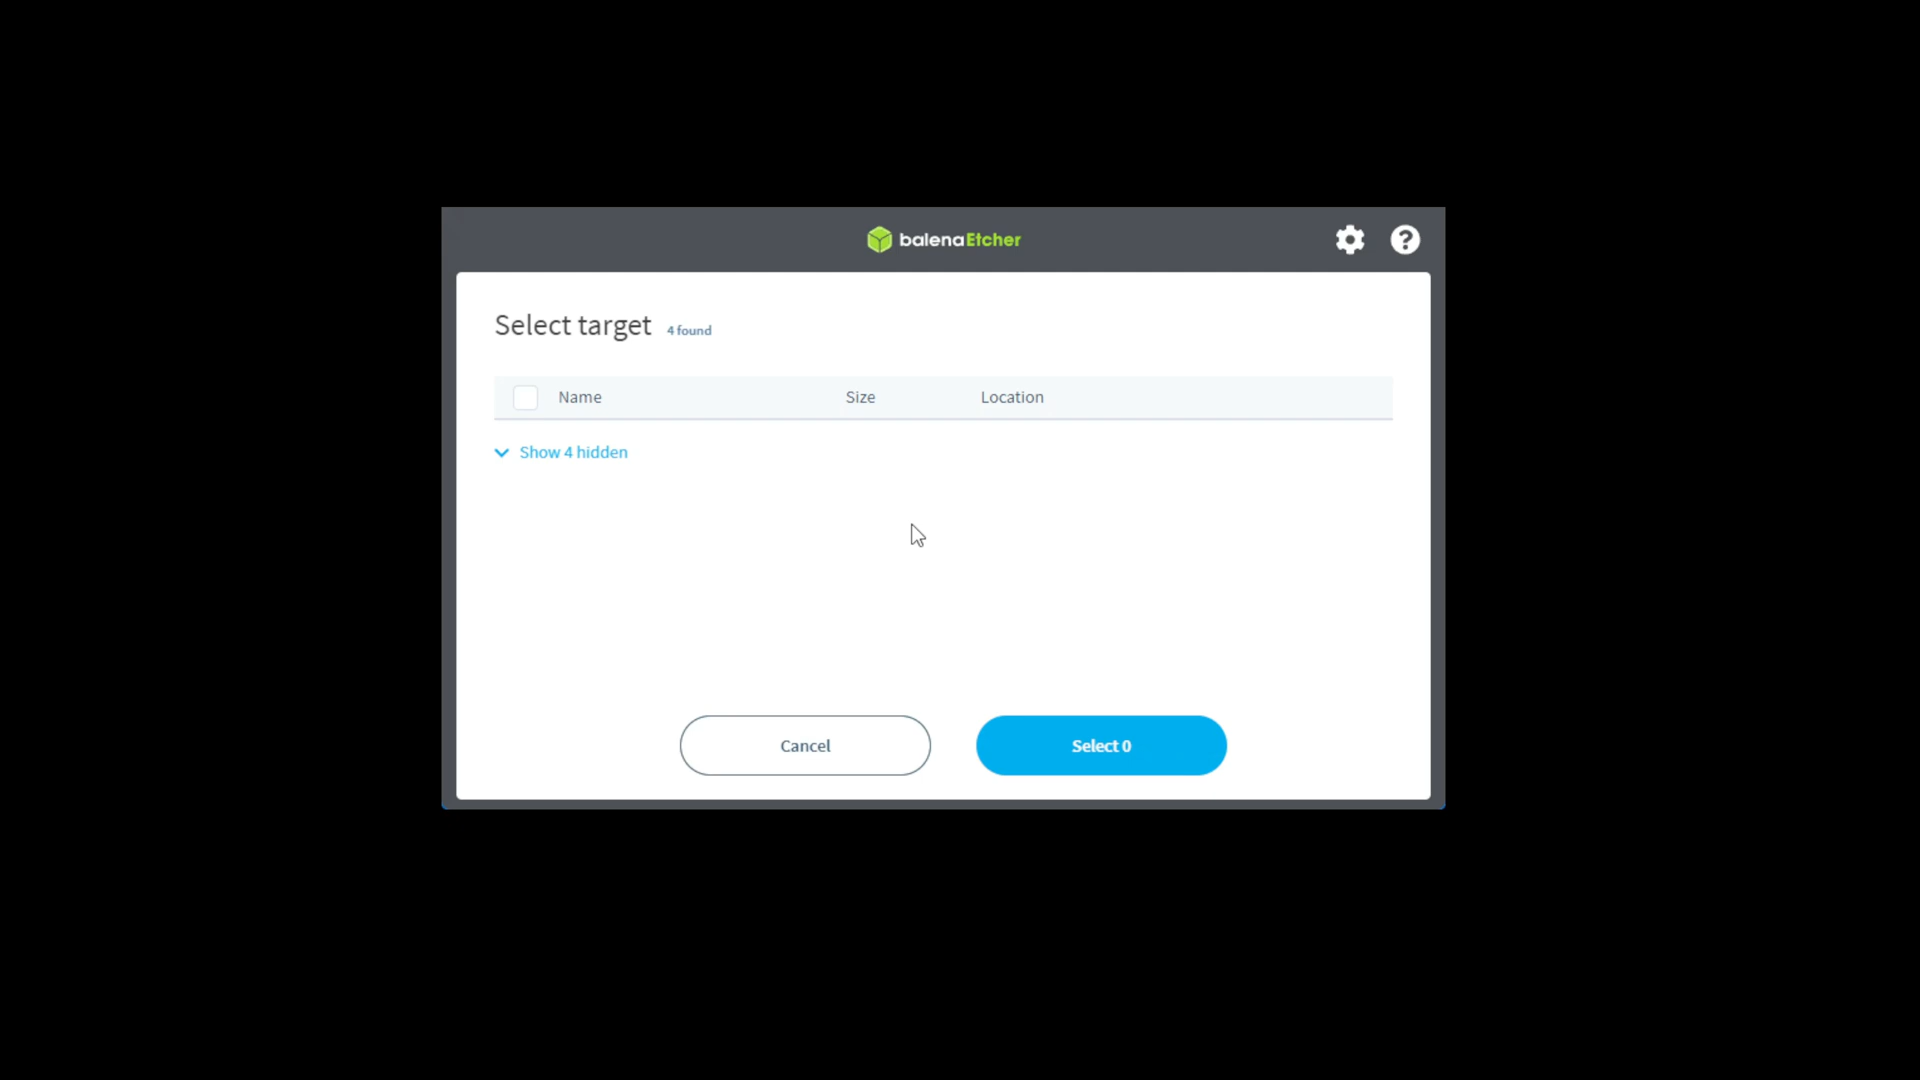 balenaEtcher
Select target 4 found
Name Size Location
Show 4 hidden
Cancel Select 0